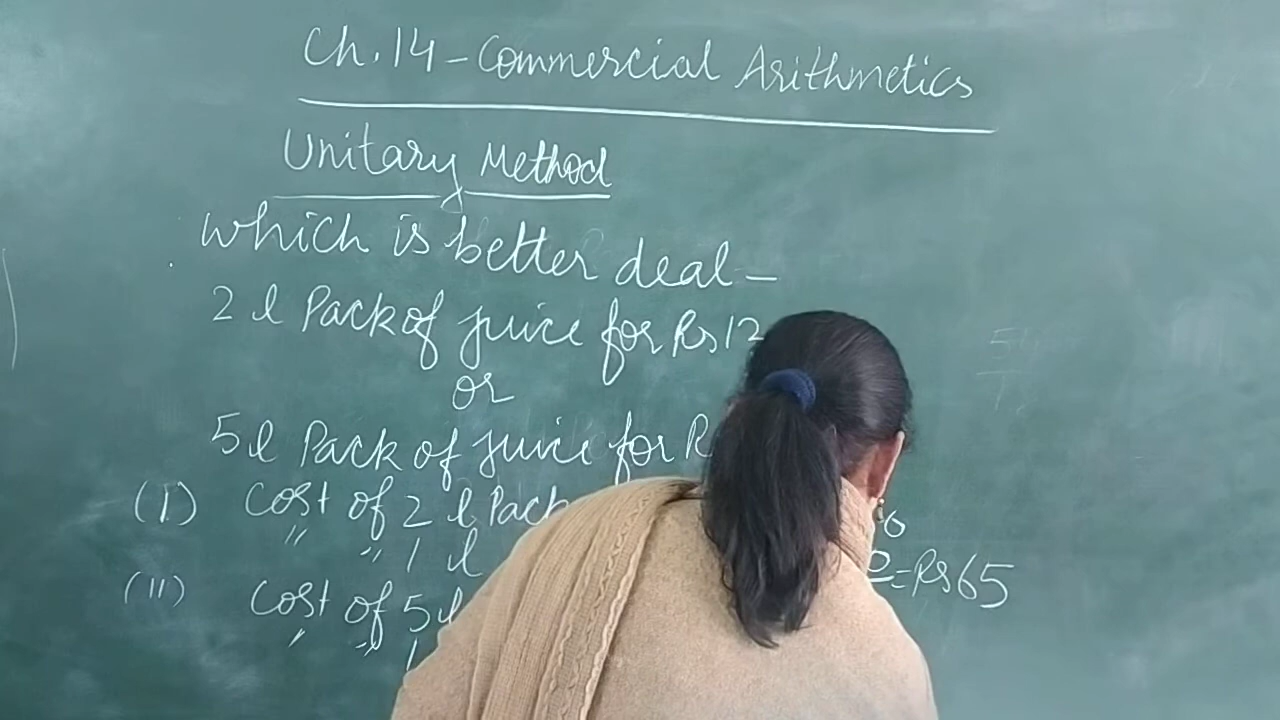 Ch.14 - Commercial Arithmetics
Unitary Method
which is better deal -
2 l Pack of juice for Rs 12
or
5 l Pack of juice for R
(I) Cost of 2 l Pack
" " 1 l =Rs 65
(II) Cost of 5 l
" " 1